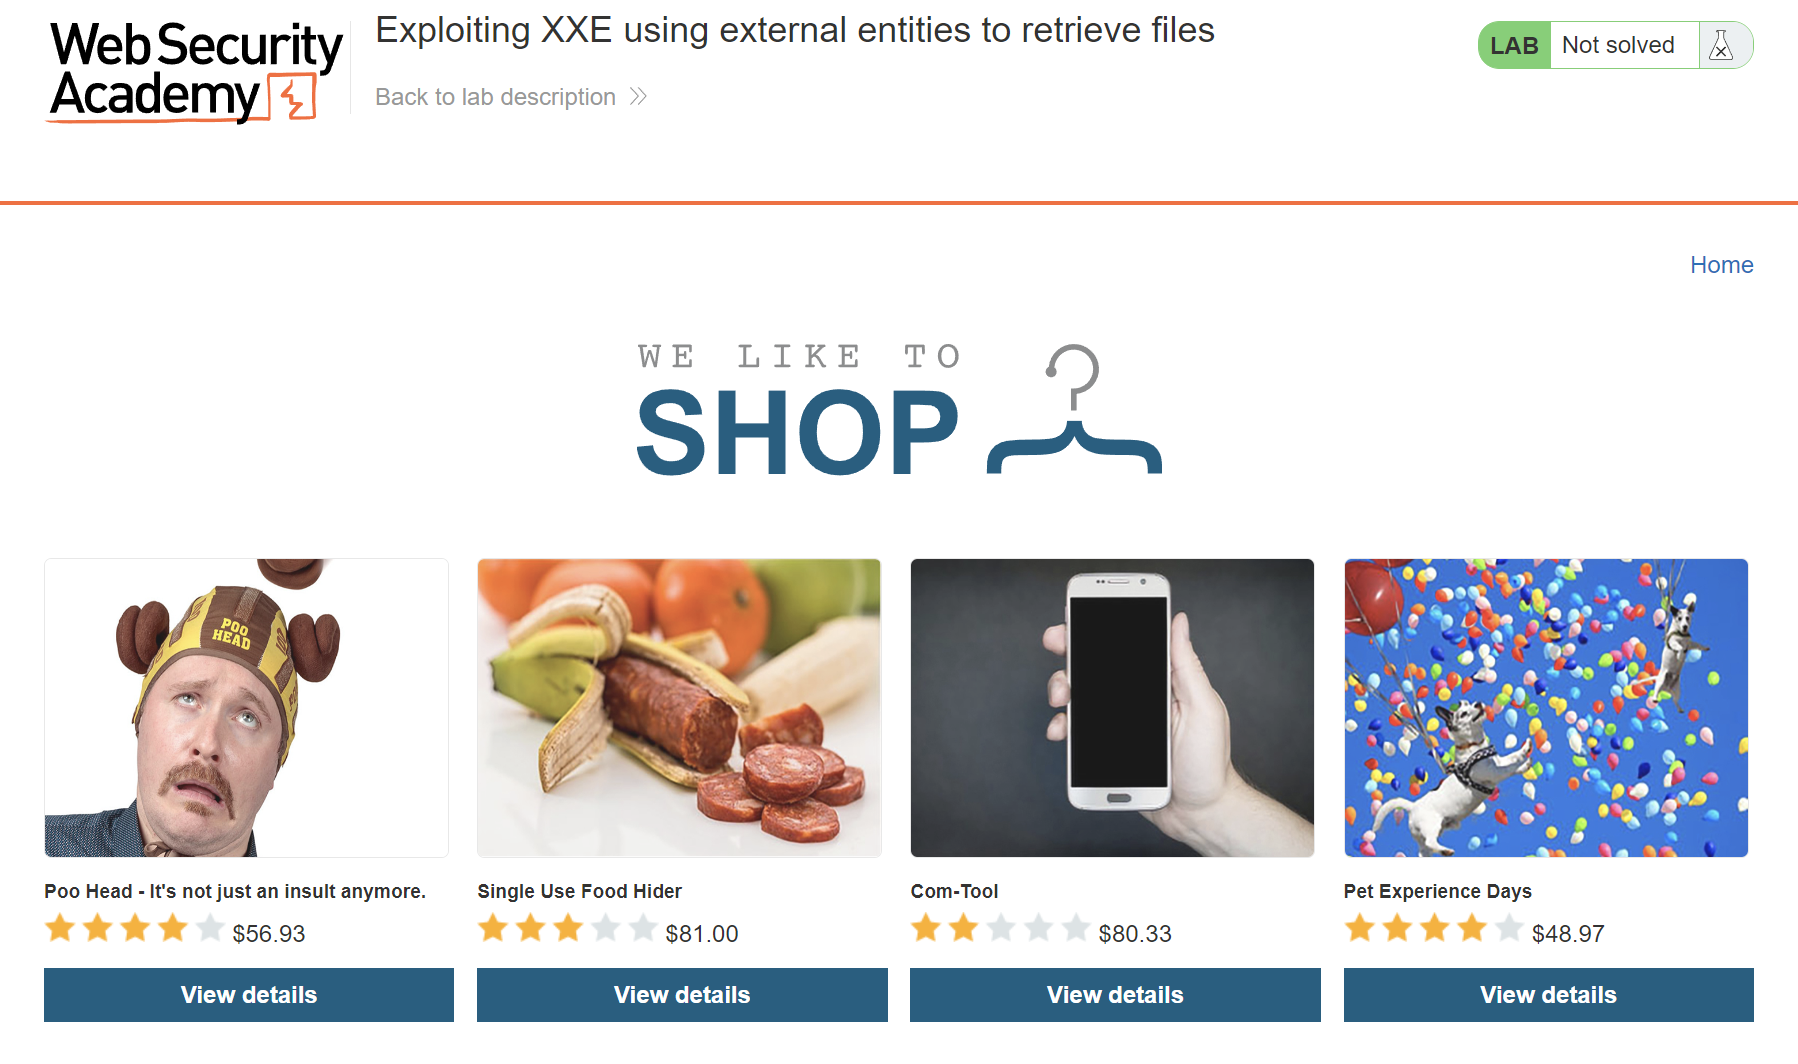 Web Security
Academy
Exploiting XXE using external entities to retrieve files
Back to lab description
LAB Not solved
Home
WE LIKE TO
SHOP
POO
HEAD
Poo Head - It's not just an insult anymore.
$56.93
View details
Single Use Food Hider
$81.00
View details
Com-Tool
$80.33
View details
Pet Experience Days
$48.97
View details